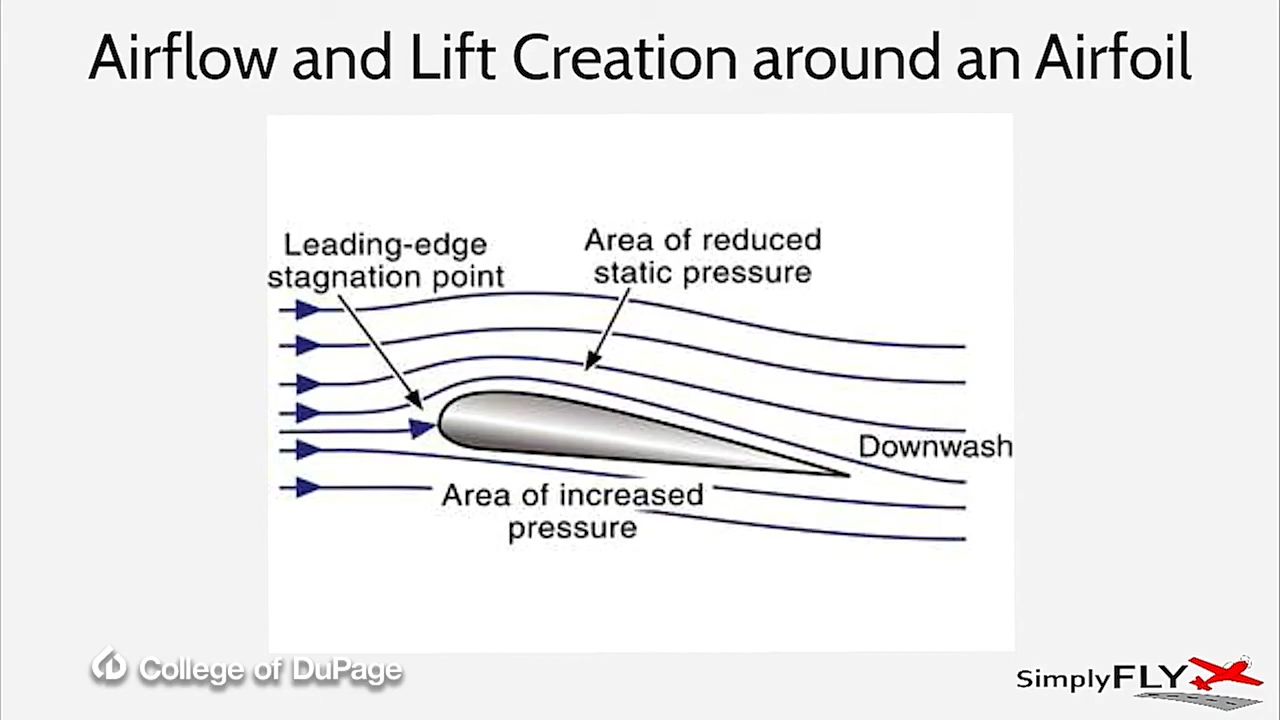 Airflow and Lift Creation around an Airfoil
Leading-edge
stagnation point
Area of reduced
static pressure
Downwash
Area of increased
pressure
College of DuPage
SimplyFLY